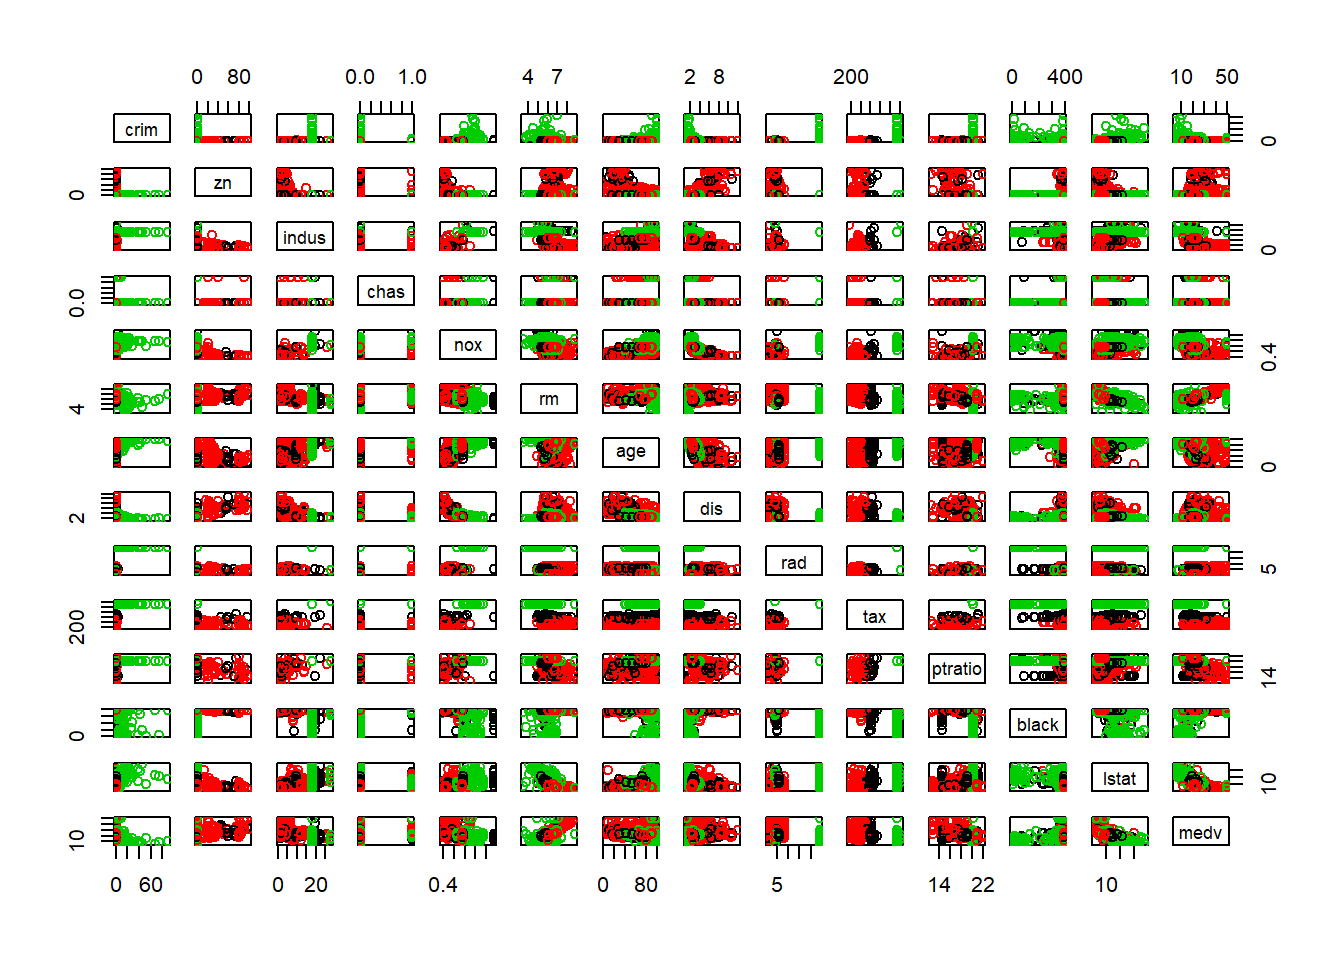 0 80 0.0 1.0 4 7 2 8 200 0 400 10 50
crim 0
0 zn
indus 0
0.0 chas
nox 0.4
4 rm
age 0
2 dis
rad 5
200 tax
ptratio 14
0 black
lstat 10
10 medv
0 60 0 20 0.4 0 80 5 14 22 10